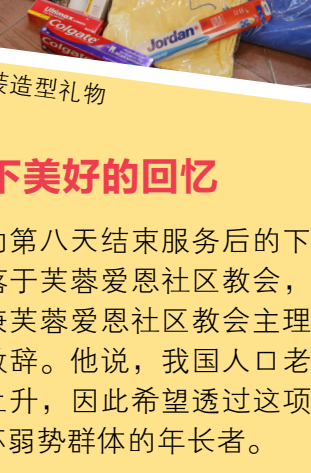 Colgate
Colgate
Jordan
造型礼物
下美好的回忆
第八天结束服务后的下
于芙蓉爱恩社区教会，
芙蓉爱恩社区教会主理
致辞。他说，我国人口老
上升，因此希望透过这项
怀弱势群体的年长者。